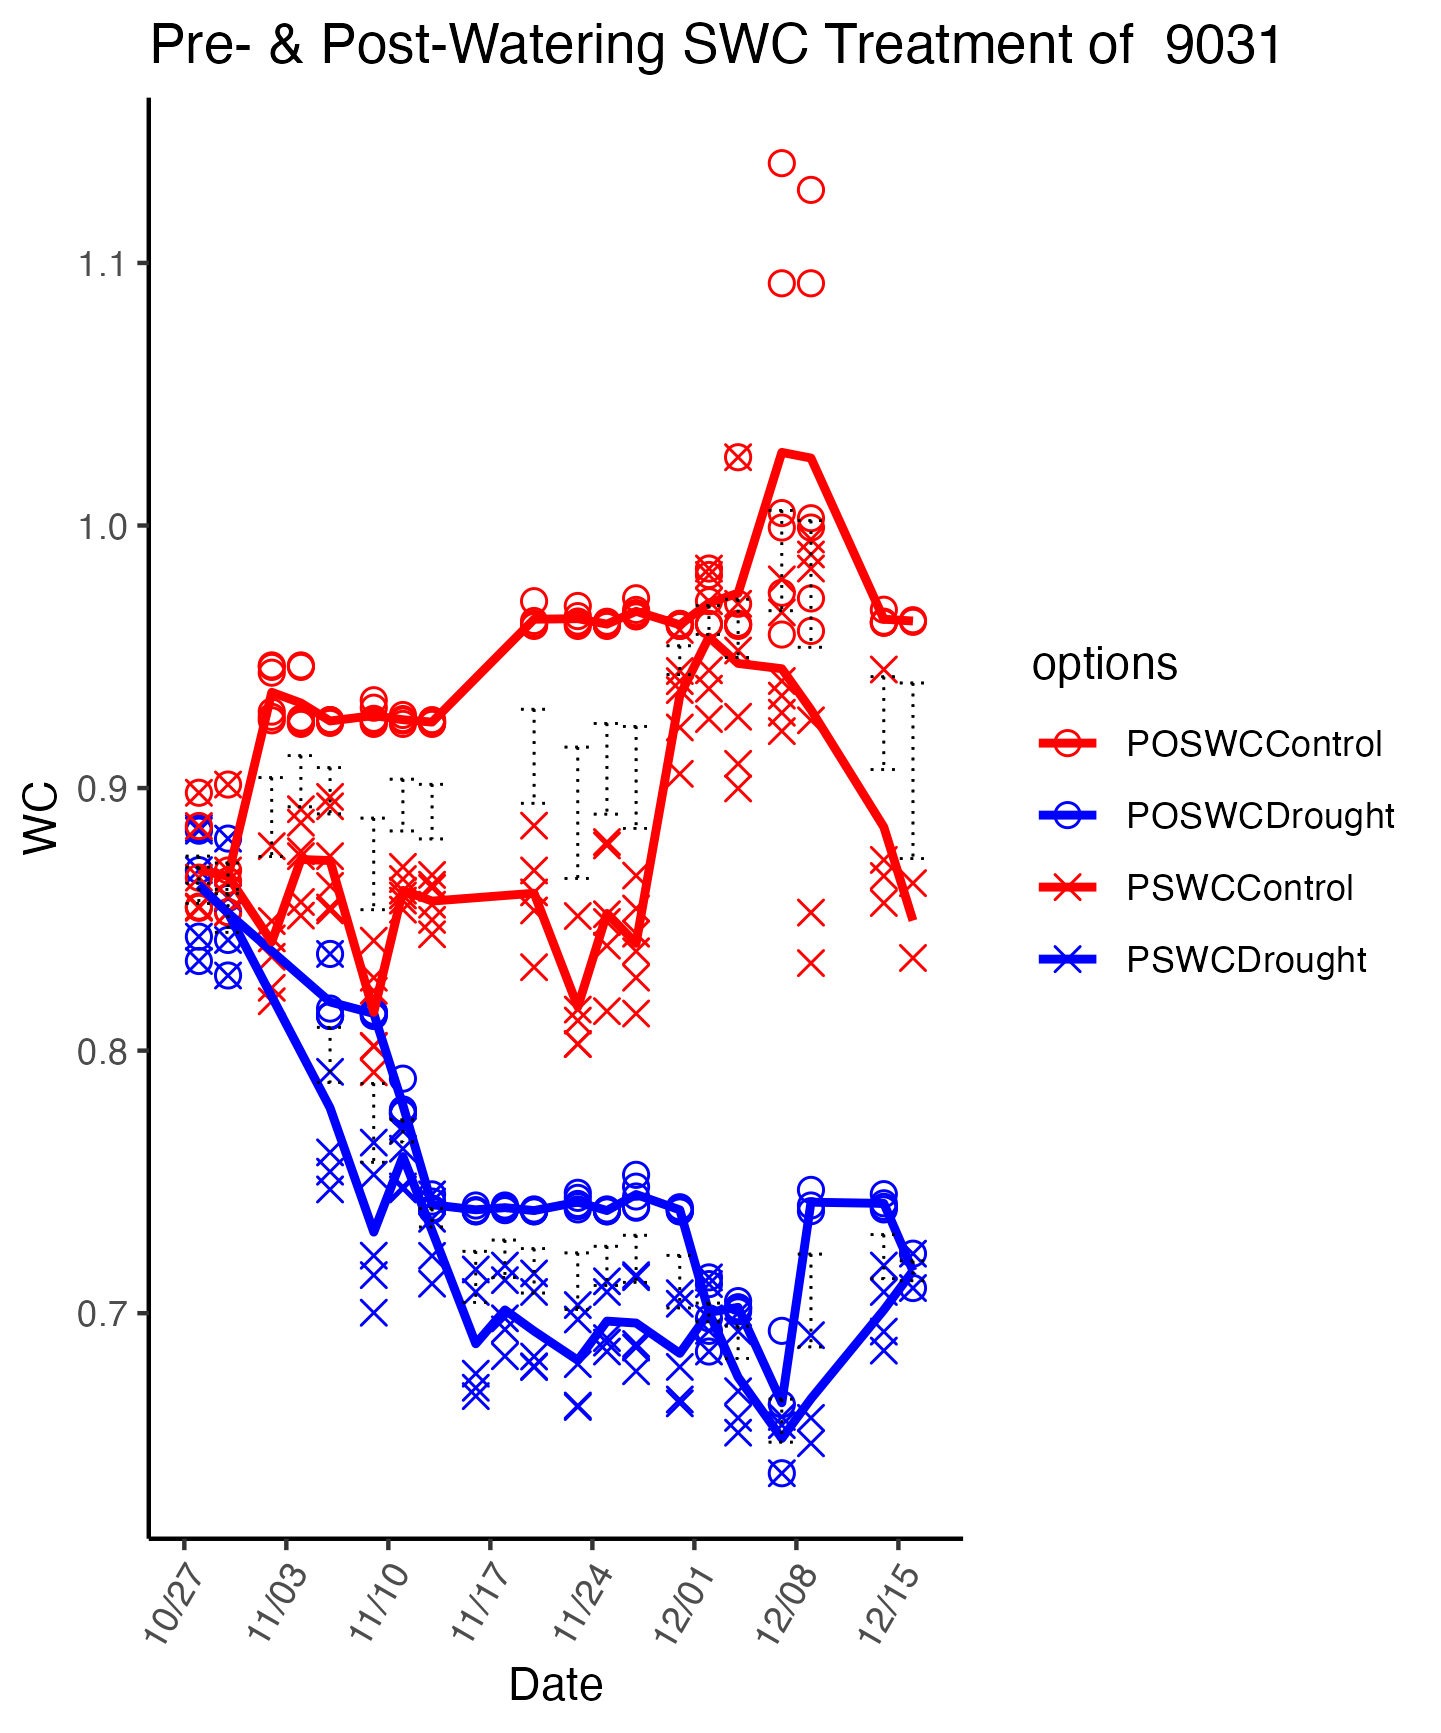 Pre- & Post-Watering SWC Treatment of  9031
1.1
1.0
0.9
0.8
0.7
WC
10/27
11/03
11/10
11/17
11/24
12/01
12/08
12/15
Date
options
POSWCControl
POSWCDrought
PSWCControl
PSWCDrought